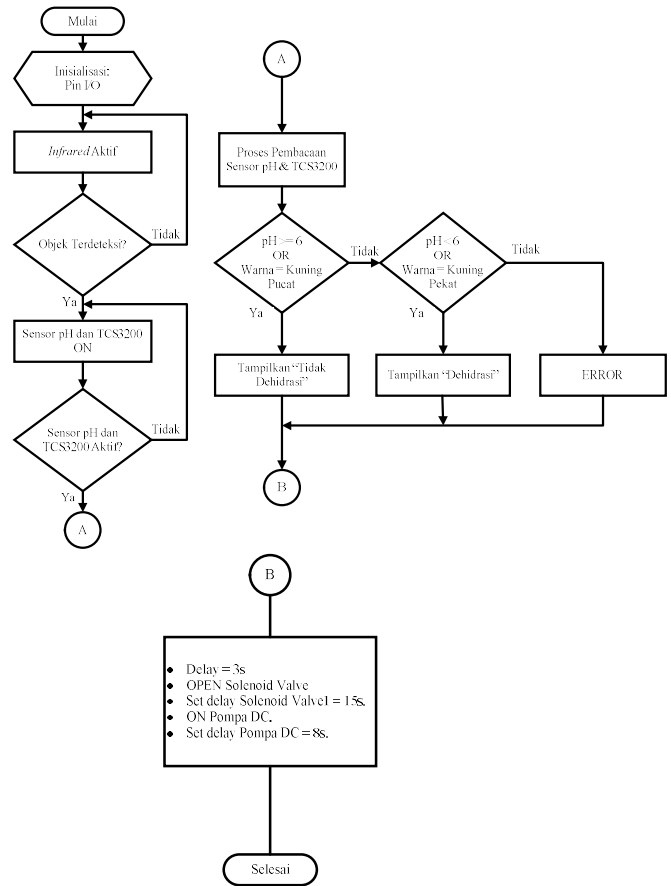 Mulai
Inisialisasi:
Pin I/O
Infrared Aktif
Objek Terdeteksi?
Tidak
Ya
Sensor pH dan TCS3200
ON
Sensor pH dan
TCS3200 Aktif?
Tidak
Ya
A
A
Proses Pembacaan
Sensor pH & TCS3200
pH >= 6
OR
Warna = Kuning
Pucat
Tidak
Ya
pH < 6
OR
Warna = Kuning
Pekat
Tidak
Ya
Tampilkan “Tidak
Dehidrasi”
Tampilkan “Dehidrasi”
ERROR
B
B
• Delay = 3s
• OPEN Solenoid Valve
• Set delay Solenoid Valve1 = 15s.
• ON Pompa DC.
• Set delay Pompa DC = 8s.
Selesai